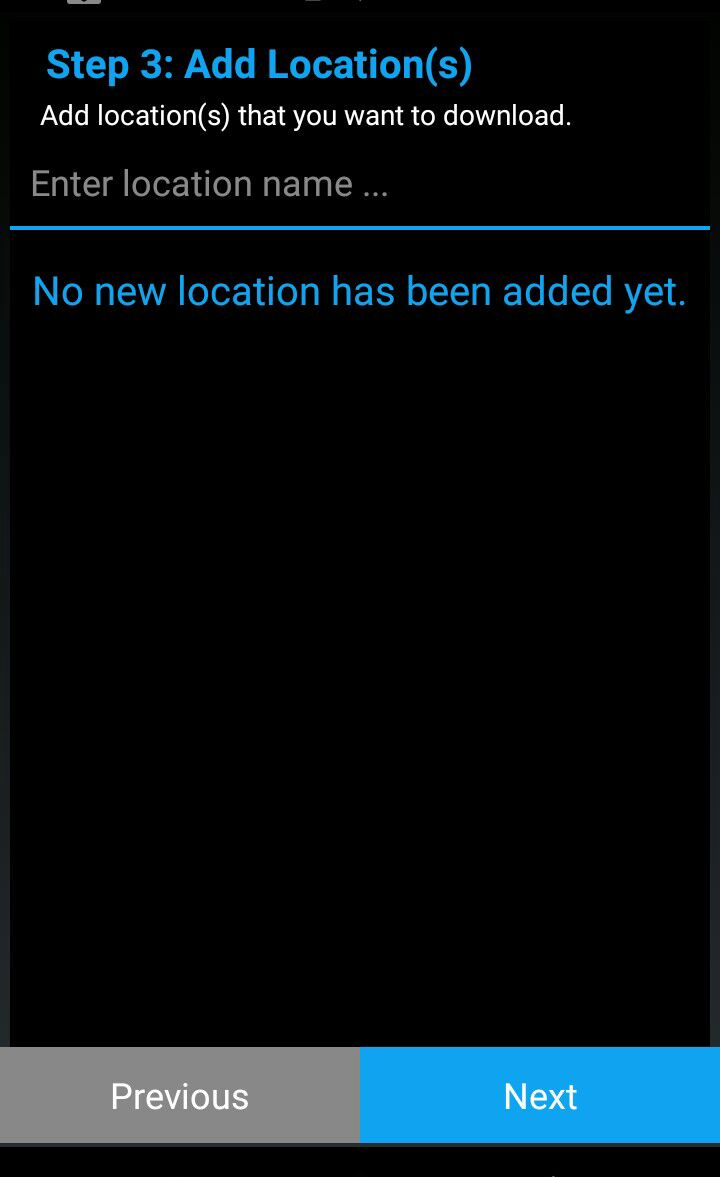 Step 3: Add Location(s)
Add location(s) that you want to download.
Enter location name ...
No new location has been added yet.
Previous
Next